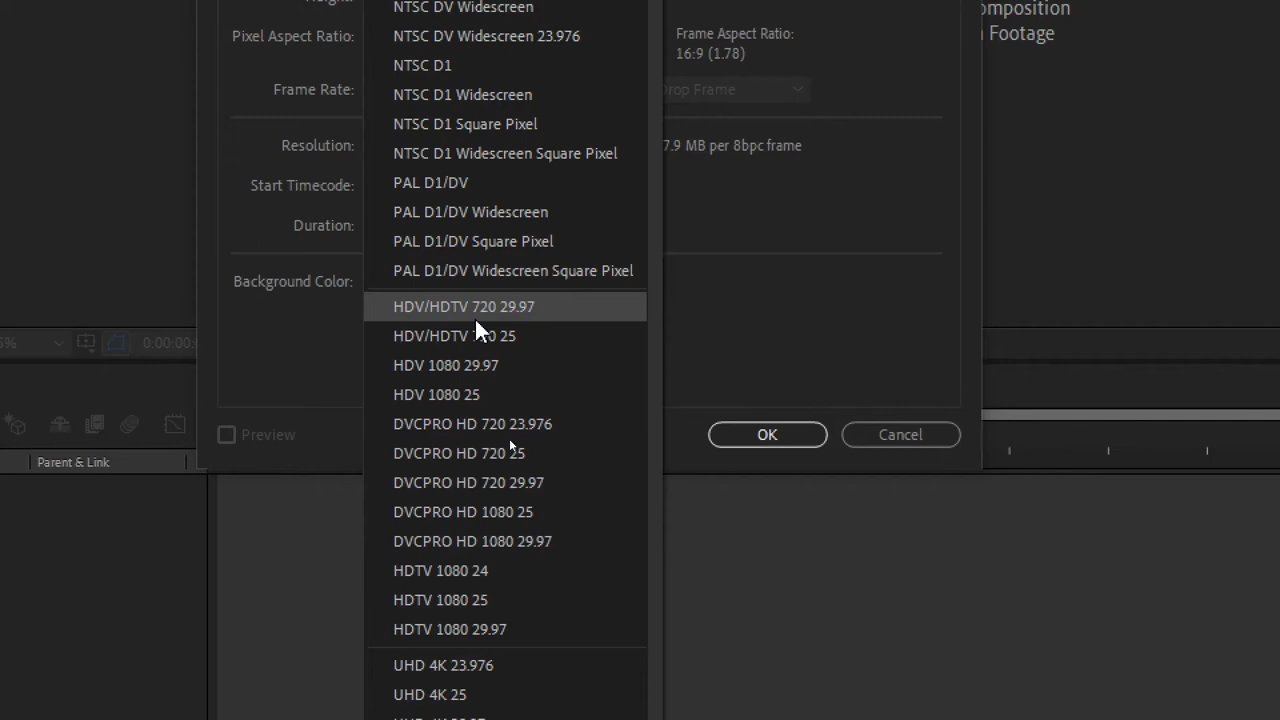 NTSC DV Widescreen
omposition
Pixel Aspect Ratio:
NTSC DV Widescreen 23.976
Frame Aspect Ratio:
16:9 (1.78)
Footage
NTSC D1
Frame Rate:
NTSC D1 Widescreen
Drop Frame
NTSC D1 Square Pixel
Resolution:
NTSC D1 Widescreen Square Pixel
7.9 MB per 8bpc frame
Start Timecode:
PAL D1/DV
PAL D1/DV Widescreen
Duration:
PAL D1/DV Square Pixel
Background Color:
PAL D1/DV Widescreen Square Pixel
HDV/HDTV 720 29.97
HDV/HDTV 720 25
0:00:00:
HDV 1080 29.97
HDV 1080 25
DVCPRO HD 720 23.976
Preview
OK
Cancel
DVCPRO HD 720 25
Parent & Link
DVCPRO HD 720 29.97
DVCPRO HD 1080 25
DVCPRO HD 1080 29.97
HDTV 1080 24
HDTV 1080 25
HDTV 1080 29.97
UHD 4K 23.976
UHD 4K 25